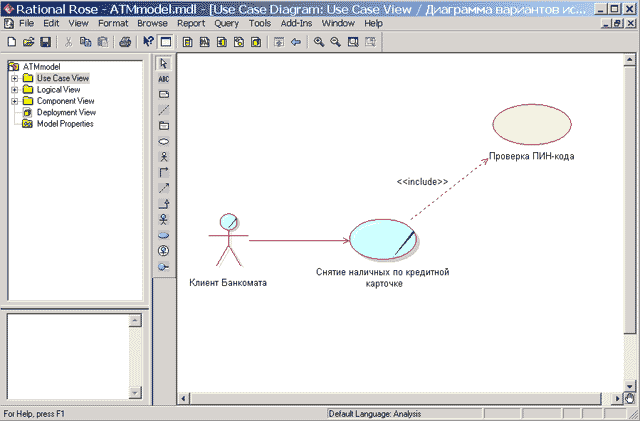 Rational Rose - ATMmodel.mdl - [Use Case Diagram: Use Case View / Диаграмма вариантов ис...
File Edit View Format Browse Report Query Tools Add-Ins Window Help
ATMmodel
Use Case View
Logical View
Component View
Deployment View
Model Properties
ABC
Проверка ПИН-кода
<<include>>
Клиент Банкомата
Снятие наличных по кредитной
карточке
For Help, press F1
Default Language: Analysis